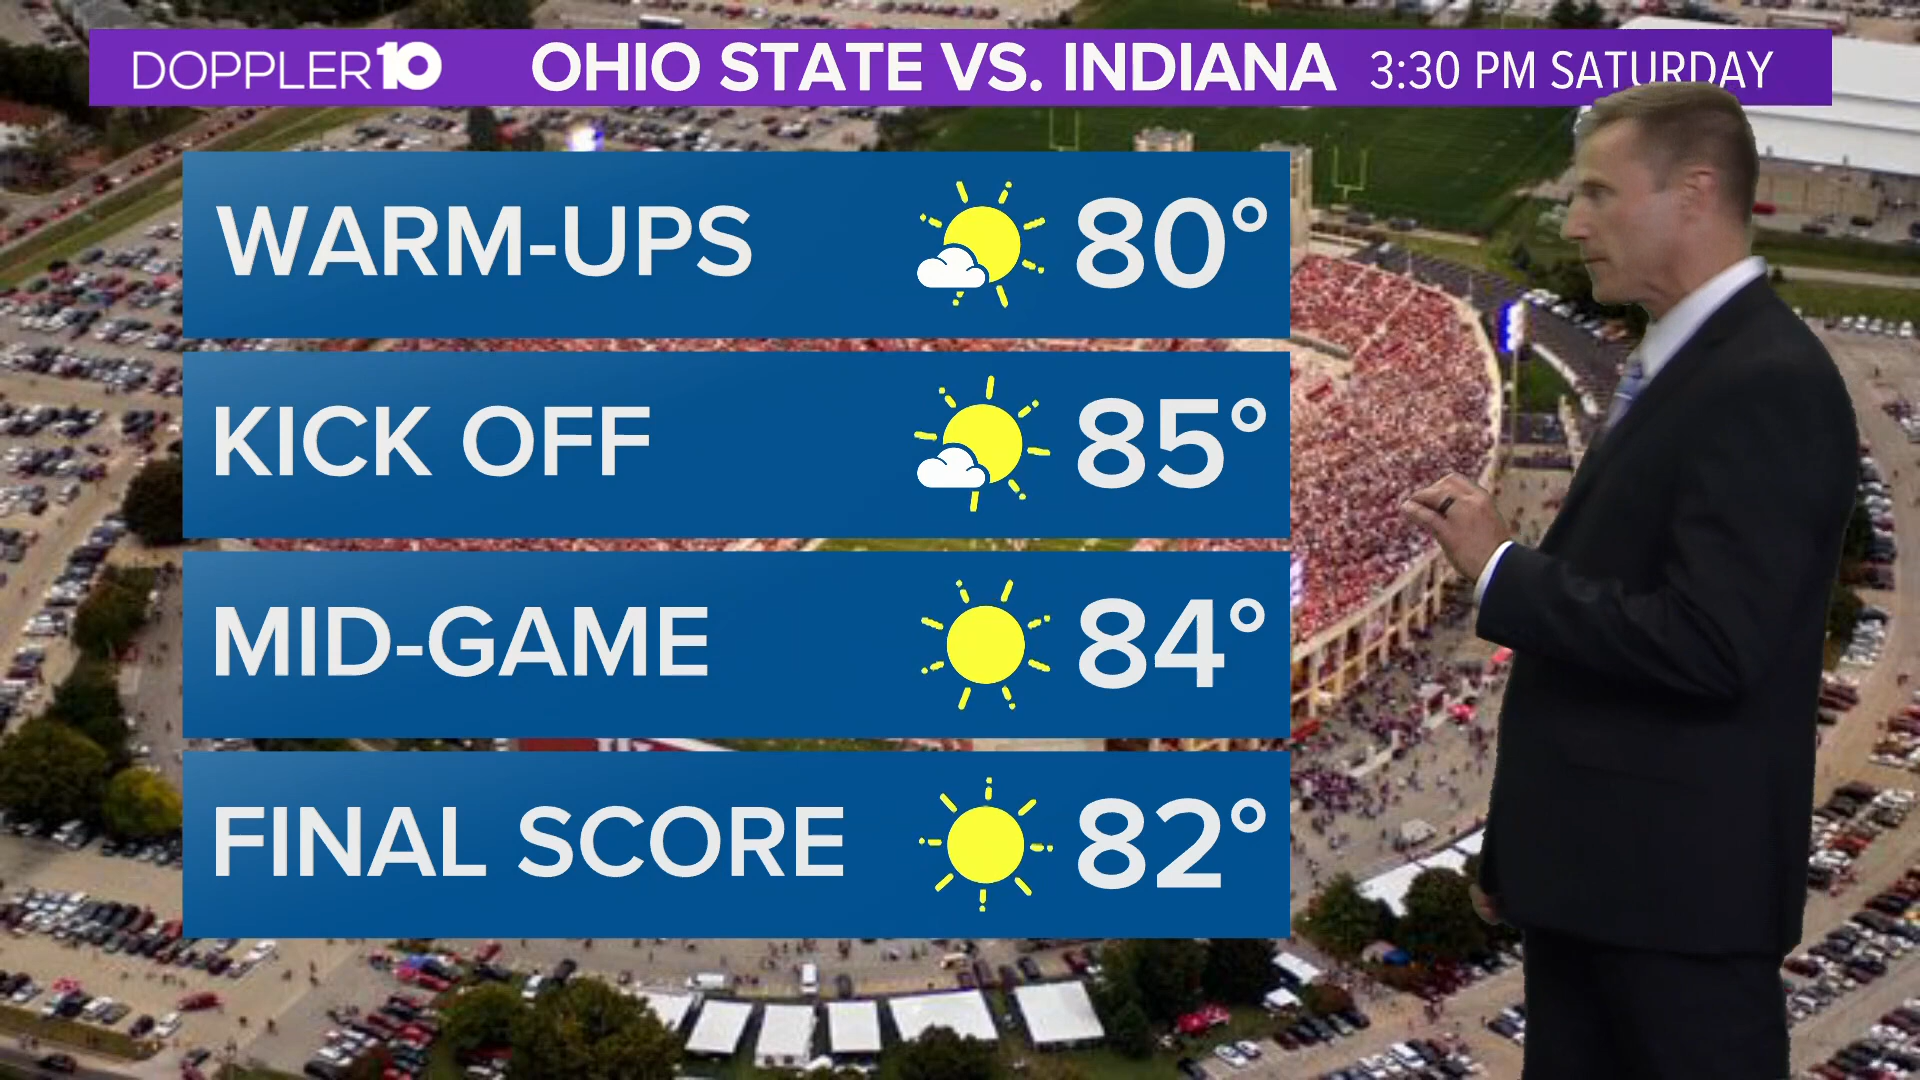 DOPPLER10 OHIO STATE VS. INDIANA 3:30 PM SATURDAY
WARM-UPS 80°
KICK OFF 85°
MID-GAME 84°
FINAL SCORE 82°